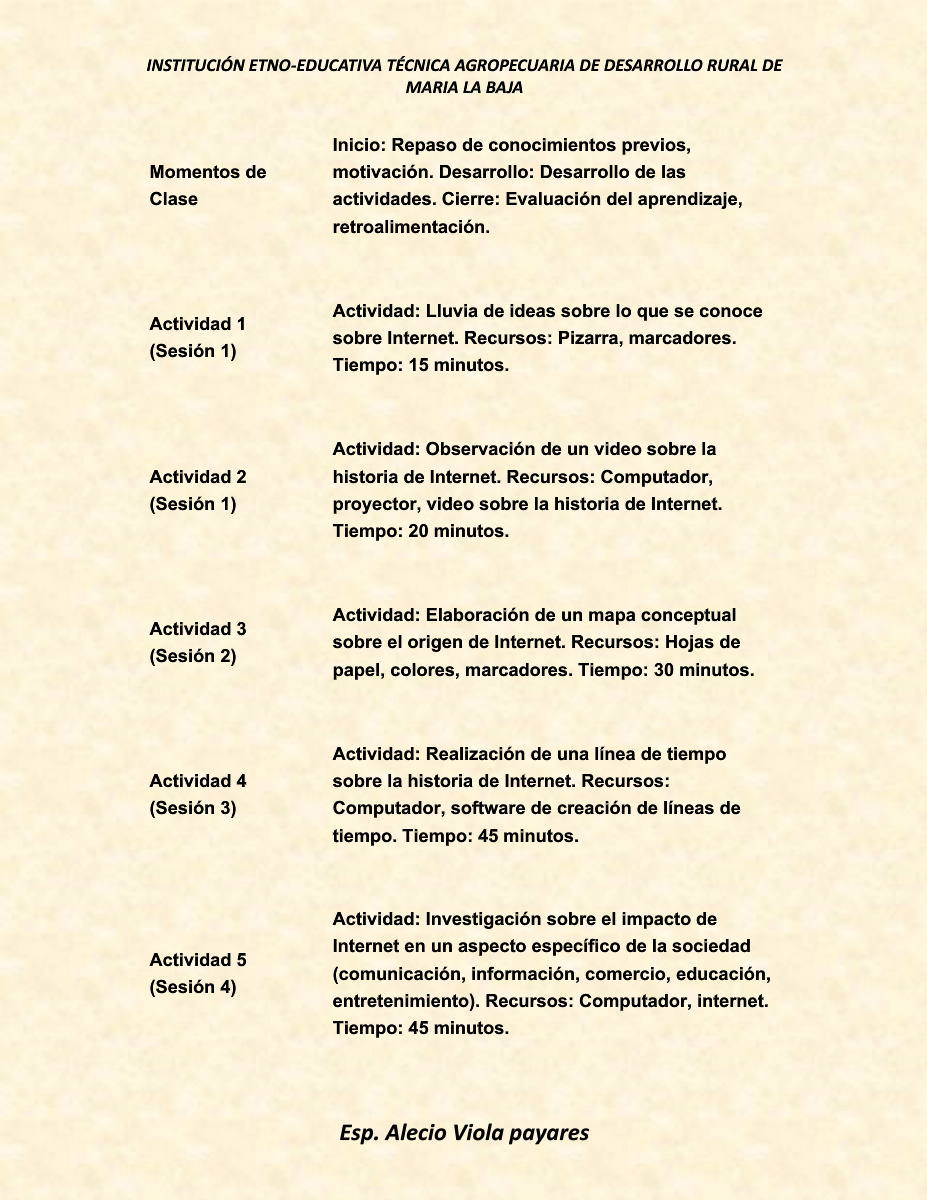 INSTITUCIÓN ETNO-EDUCATIVA TÉCNICA AGROPECUARIA DE DESARROLLO RURAL DE
MARIA LA BAJA
Momentos de
Clase
Inicio: Repaso de conocimientos previos,
motivación. Desarrollo: Desarrollo de las
actividades. Cierre: Evaluación del aprendizaje,
retroalimentación.
Actividad 1
(Sesión 1)
Actividad: Lluvia de ideas sobre lo que se conoce
sobre Internet. Recursos: Pizarra, marcadores.
Tiempo: 15 minutos.
Actividad 2
(Sesión 1)
Actividad: Observación de un video sobre la
historia de Internet. Recursos: Computador,
proyector, video sobre la historia de Internet.
Tiempo: 20 minutos.
Actividad 3
(Sesión 2)
Actividad: Elaboración de un mapa conceptual
sobre el origen de Internet. Recursos: Hojas de
papel, colores, marcadores. Tiempo: 30 minutos.
Actividad 4
(Sesión 3)
Actividad: Realización de una línea de tiempo
sobre la historia de Internet. Recursos:
Computador, software de creación de líneas de
tiempo. Tiempo: 45 minutos.
Actividad 5
(Sesión 4)
Actividad: Investigación sobre el impacto de
Internet en un aspecto específico de la sociedad
(comunicación, información, comercio, educación,
entretenimiento). Recursos: Computador, internet.
Tiempo: 45 minutos.
Esp. Alecio Viola payares